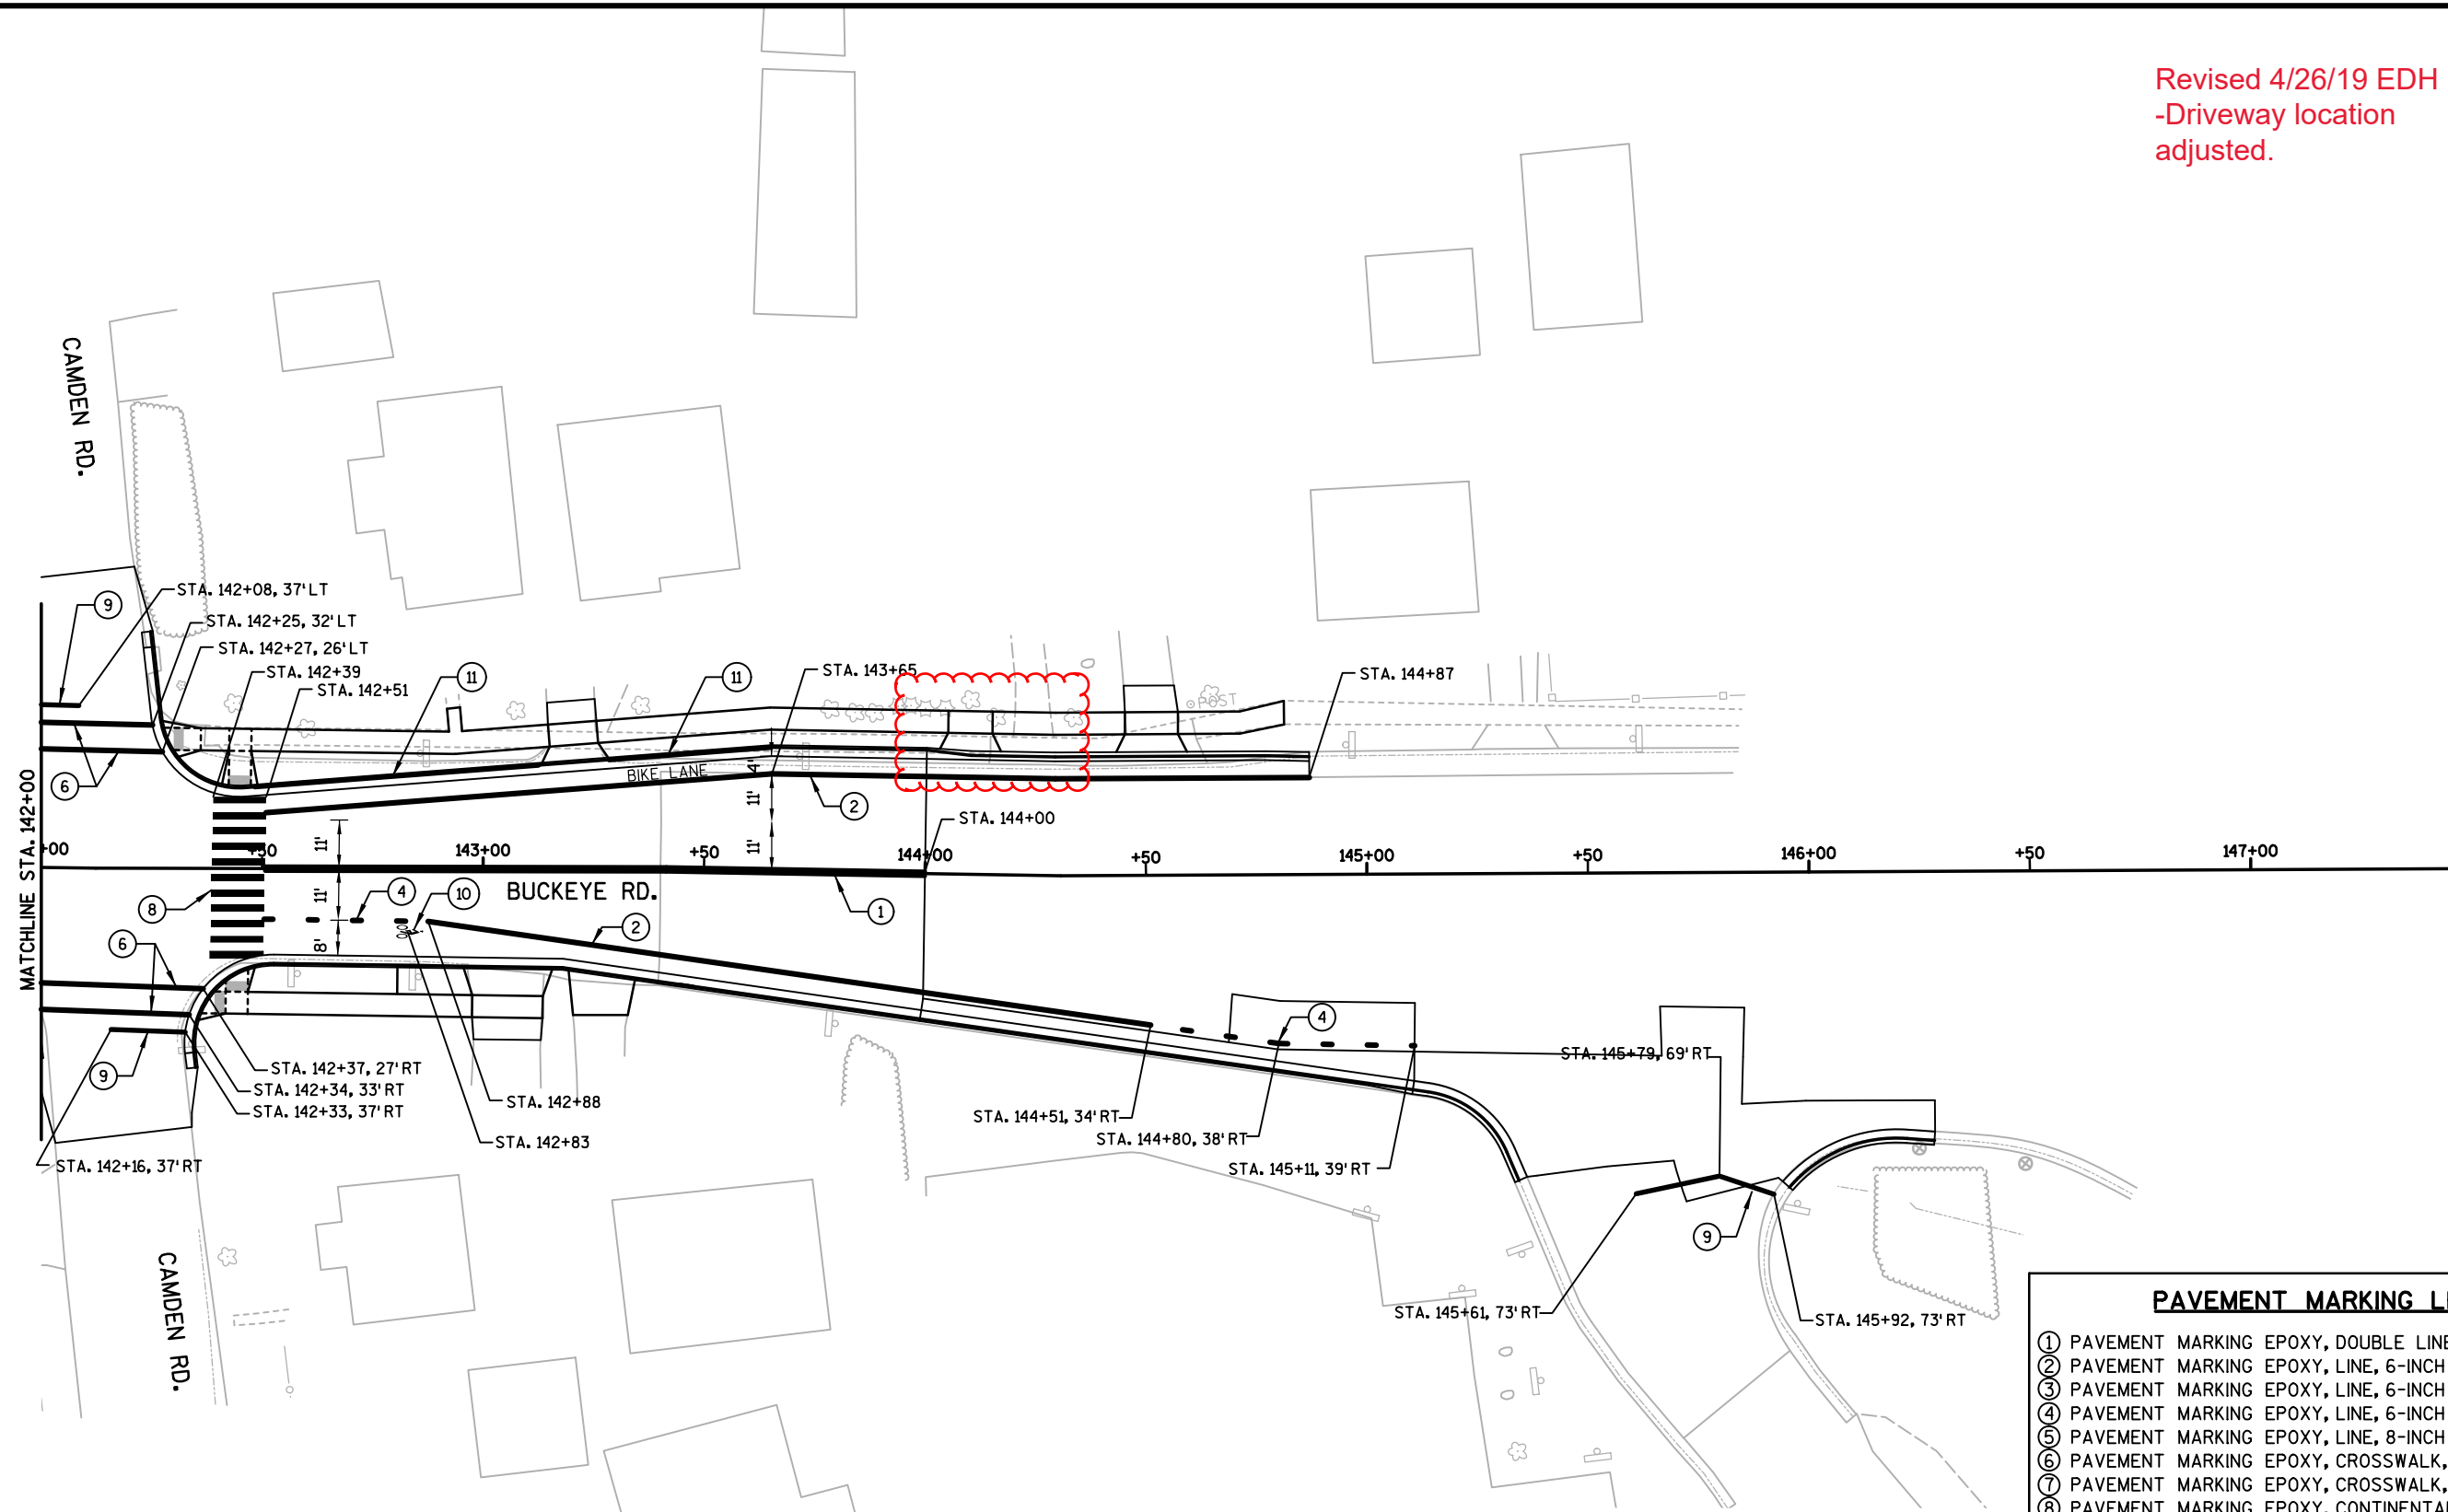 Revised 4/26/19 EDH
-Driveway location
adjusted.
CAMDEN RD.
9
STA. 142+08, 37' LT
STA. 142+25, 32' LT
STA. 142+27, 26' LT
STA. 142+39
STA. 142+51
11
11
STA. 143+65
STA. 144+87
POST
6
BIKE LANE
4'
11'
2
MATCHLINE STA. 142+00
STA. 144+00
+00
+50
11'
143+00
+50
11'
144+00
+50
145+00
+50
146+00
+50
147+00
11'
4
10
BUCKEYE RD.
8
1
6
8'
2
4
9
STA. 142+37, 27' RT
STA. 142+34, 33' RT
STA. 142+33, 37' RT
STA. 142+88
STA. 142+83
STA. 142+16, 37' RT
STA. 144+51, 34' RT
STA. 144+80, 38' RT
STA. 145+11, 39' RT
STA. 145+79, 69' RT
9
STA. 145+61, 73' RT
STA. 145+92, 73' RT
CAMDEN RD.
PAVEMENT MARKING
1 PAVEMENT MARKING EPOXY, DOUBLE LINE
2 PAVEMENT MARKING EPOXY, LINE, 6-INCH
3 PAVEMENT MARKING EPOXY, LINE, 6-INCH
4 PAVEMENT MARKING EPOXY, LINE, 6-INCH
5 PAVEMENT MARKING EPOXY, LINE, 8-INCH
6 PAVEMENT MARKING EPOXY, CROSSWALK,
7 PAVEMENT MARKING EPOXY, CROSSWALK,
8 PAVEMENT MARKING EPOXY,